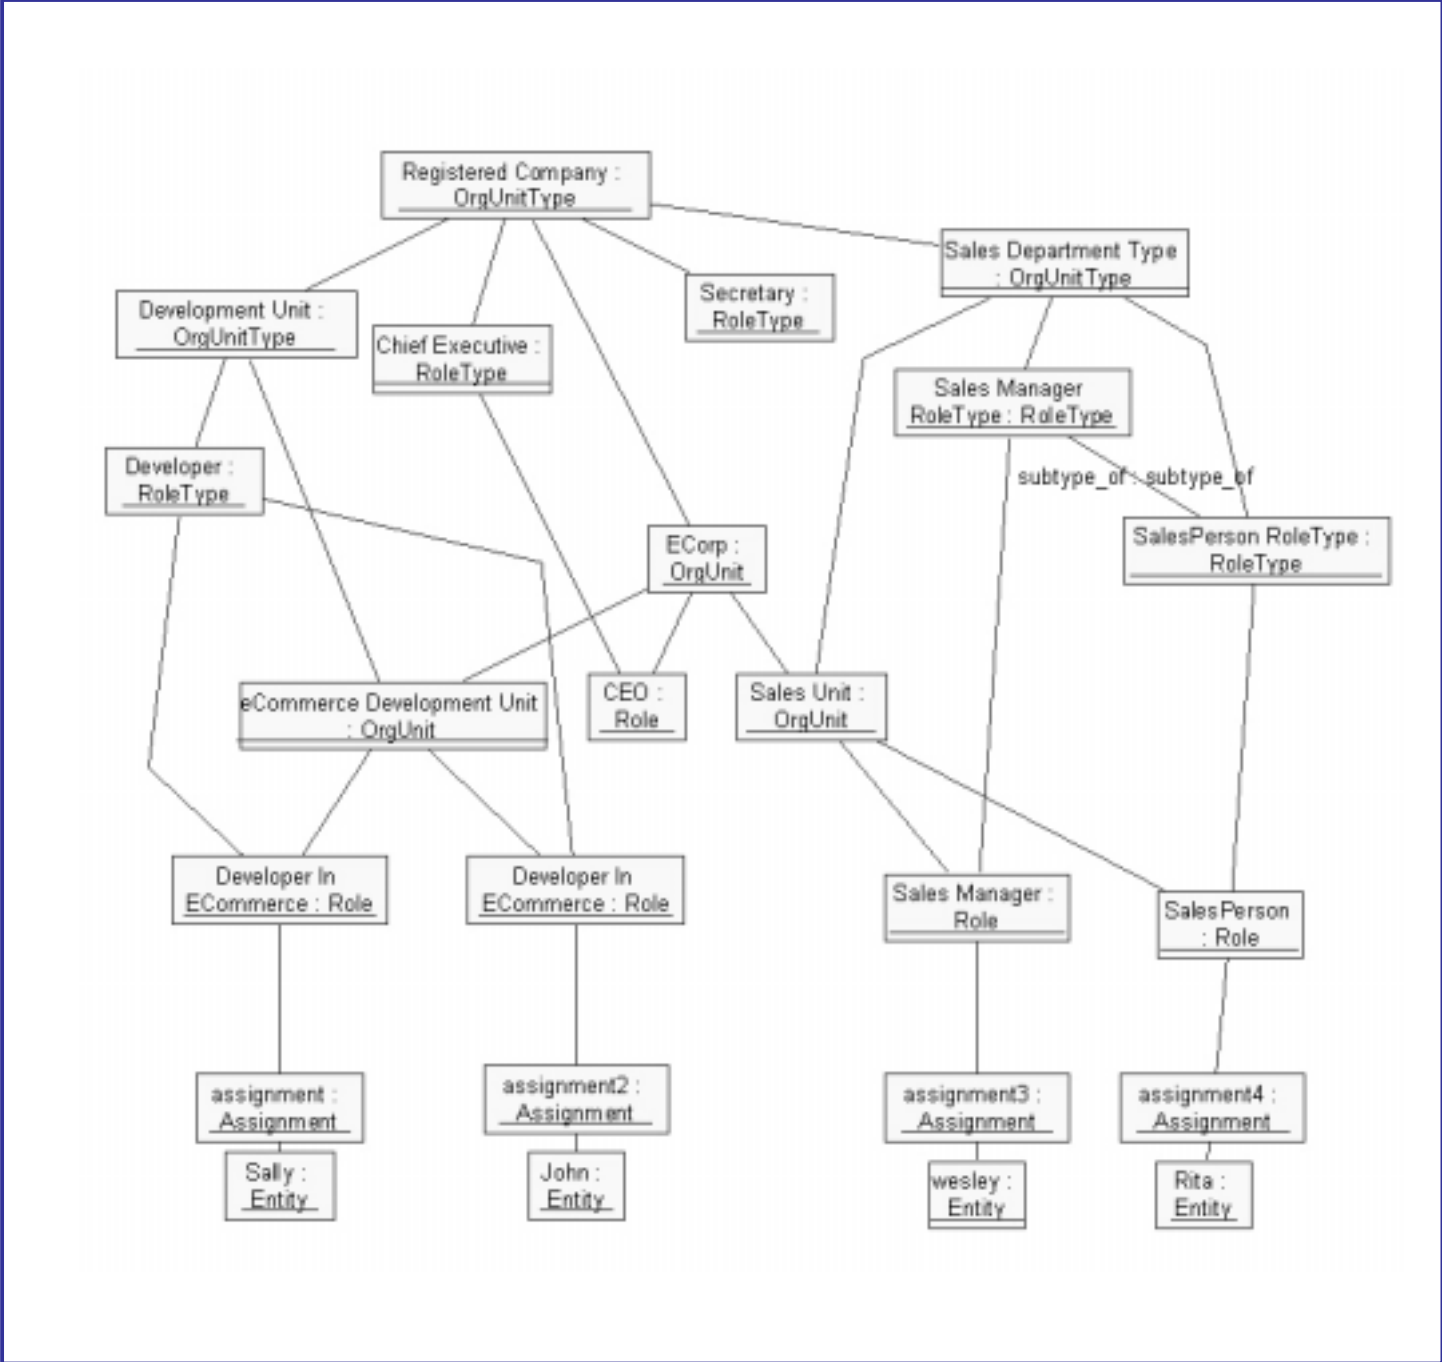 Registered Company :
OrgUnitType
Sales Department Type
: OrgUnitType
Development Unit :
OrgUnitType
Secretary :
RoleType
Chief Executive :
RoleType
Sales Manager
RoleType : RoleType
Developer :
RoleType
subtype_of : subtype_of
ECorp :
OrgUnit
SalesPerson RoleType :
RoleType
eCommerce Development Unit
: OrgUnit
CEO :
Role
Sales Unit :
OrgUnit
Developer In
ECommerce : Role
Developer In
ECommerce : Role
Sales Manager :
Role
SalesPerson
: Role
assignment :
Assignment
assignment2 :
Assignment
assignment3 :
Assignment
assignment4 :
Assignment
Sally :
Entity
John :
Entity
wesley :
Entity
Rita :
Entity